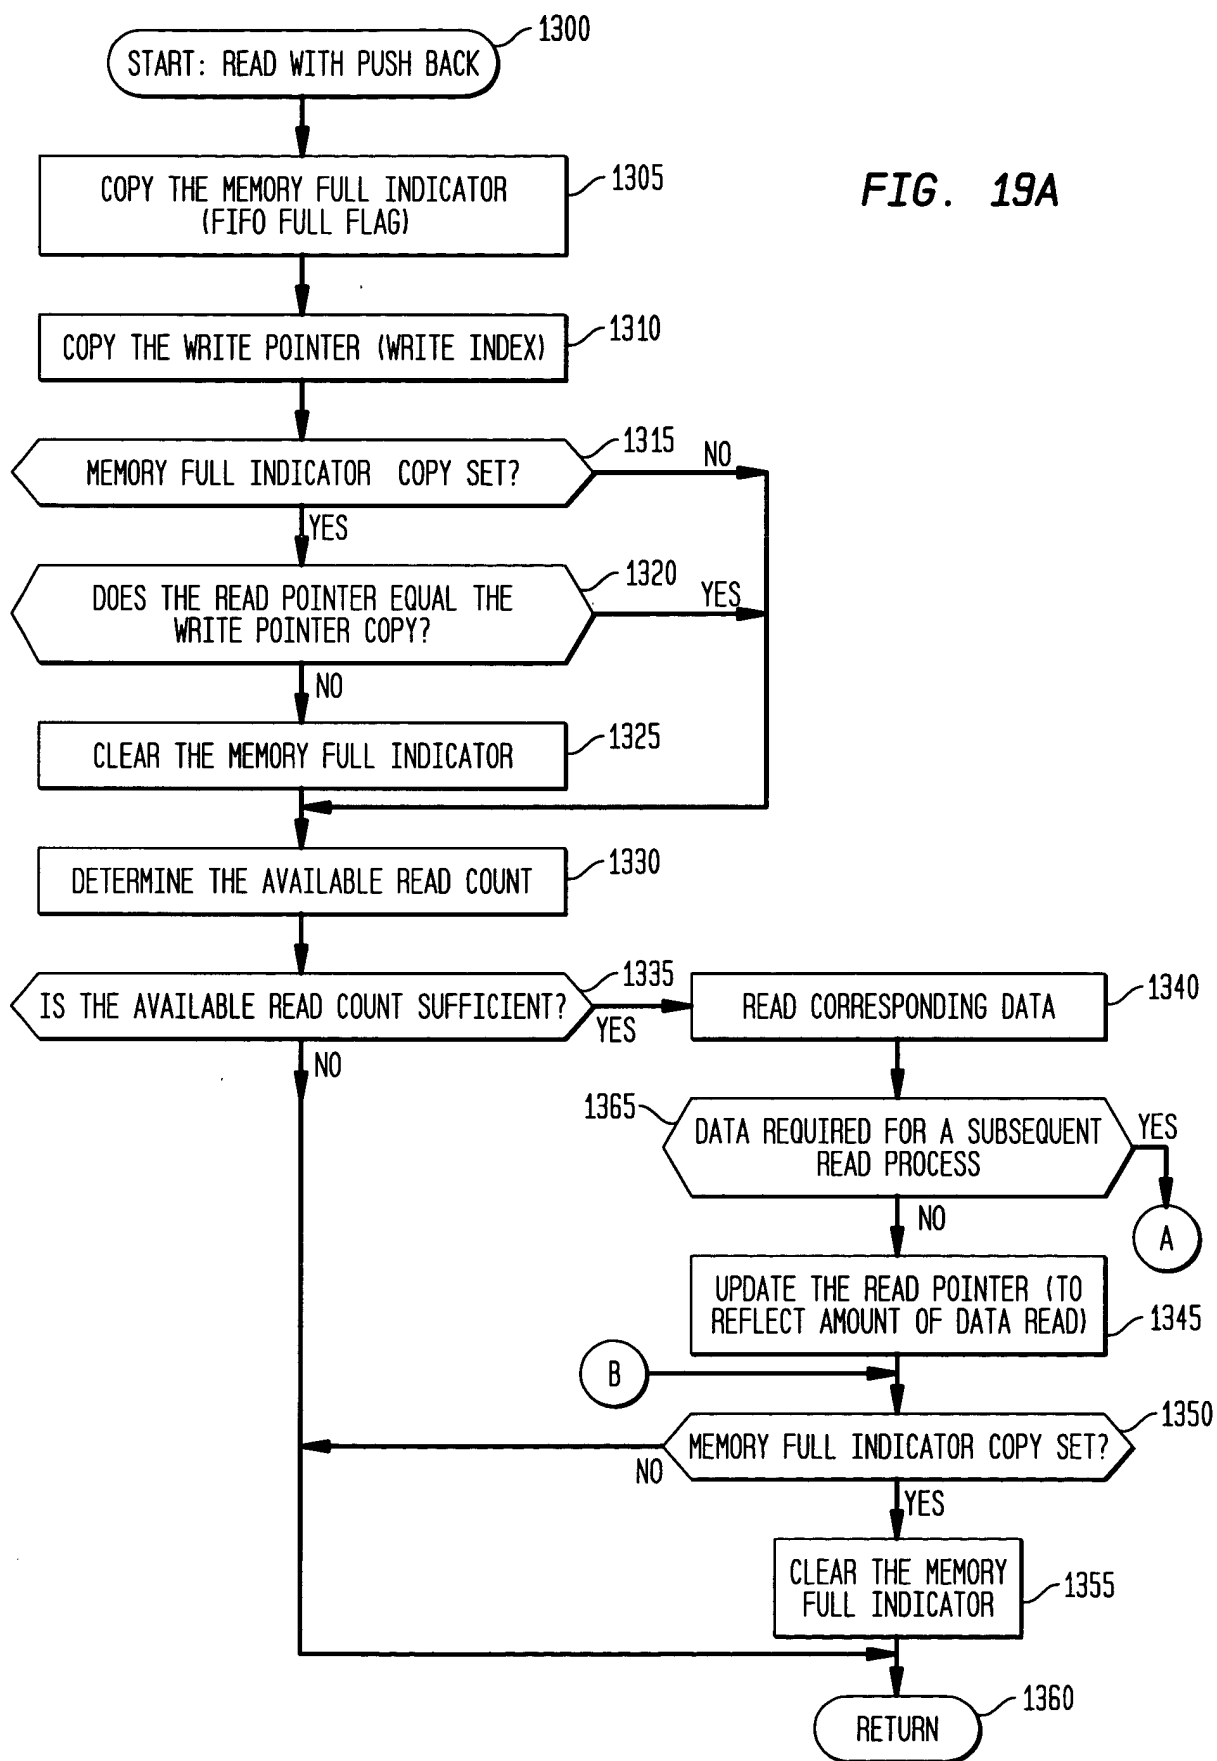 1300
START: READ WITH PUSH BACK
FIG. 19A
COPY THE MEMORY FULL INDICATOR
(FIFO FULL FLAG)
1305
COPY THE WRITE POINTER (WRITE INDEX)
1310
MEMORY FULL INDICATOR COPY SET?
1315
NO
YES
DOES THE READ POINTER EQUAL THE
WRITE POINTER COPY?
1320
YES
NO
CLEAR THE MEMORY FULL INDICATOR
1325
DETERMINE THE AVAILABLE READ COUNT
1330
IS THE AVAILABLE READ COUNT SUFFICIENT?
1335
YES
NO
READ CORRESPONDING DATA
1340
1365
DATA REQUIRED FOR A SUBSEQUENT
READ PROCESS
YES
A
NO
UPDATE THE READ POINTER (TO
REFLECT AMOUNT OF DATA READ)
1345
B
MEMORY FULL INDICATOR COPY SET?
1350
NO
YES
CLEAR THE MEMORY
FULL INDICATOR
1355
RETURN
1360